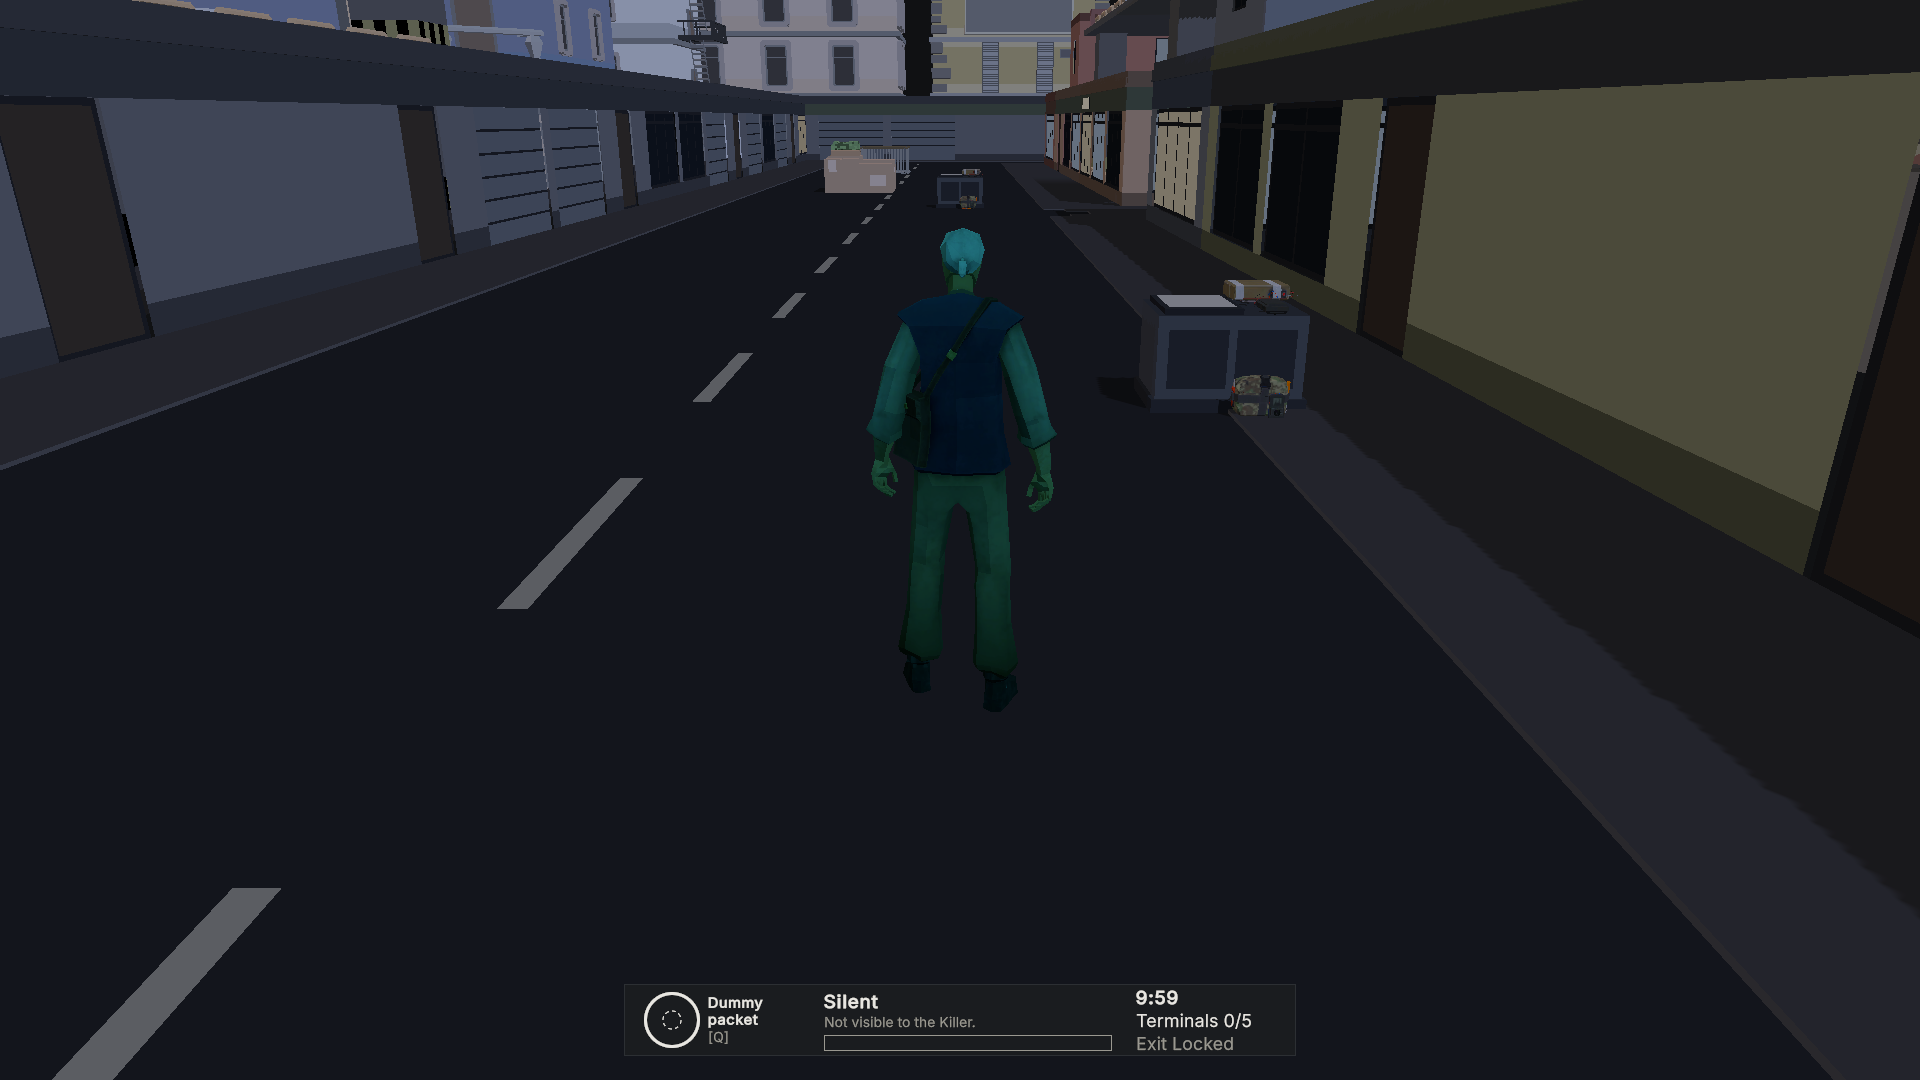 Dummy
packet
[Q]
Silent
Not visible to the Killer.
9:59
Terminals 0/5
Exit Locked